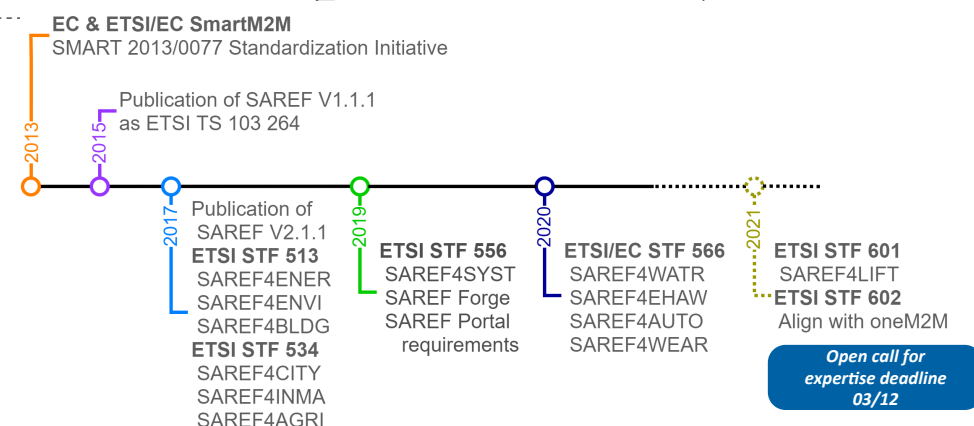 EC & ETSI/EC SmartM2M
SMART 2013/0077 Standardization Initiative
2013
Publication of SAREF V1.1.1
as ETSI TS 103 264
2015
2017
Publication of
SAREF V2.1.1
ETSI STF 513
SAREF4ENER
SAREF4ENVI
SAREF4BLDG
ETSI STF 534
SAREF4CITY
SAREF4INMA
SAREF4AGRI
2019
ETSI STF 556
SAREF4SYST
SAREF Forge
SAREF Portal
requirements
2020
ETSI/EC STF 566
SAREF4WATR
SAREF4EHAW
SAREF4AUTO
SAREF4WEAR
2021
ETSI STF 601
SAREF4LIFT
ETSI STF 602
Align with oneM2M
Open call for
expertise deadline
03/12